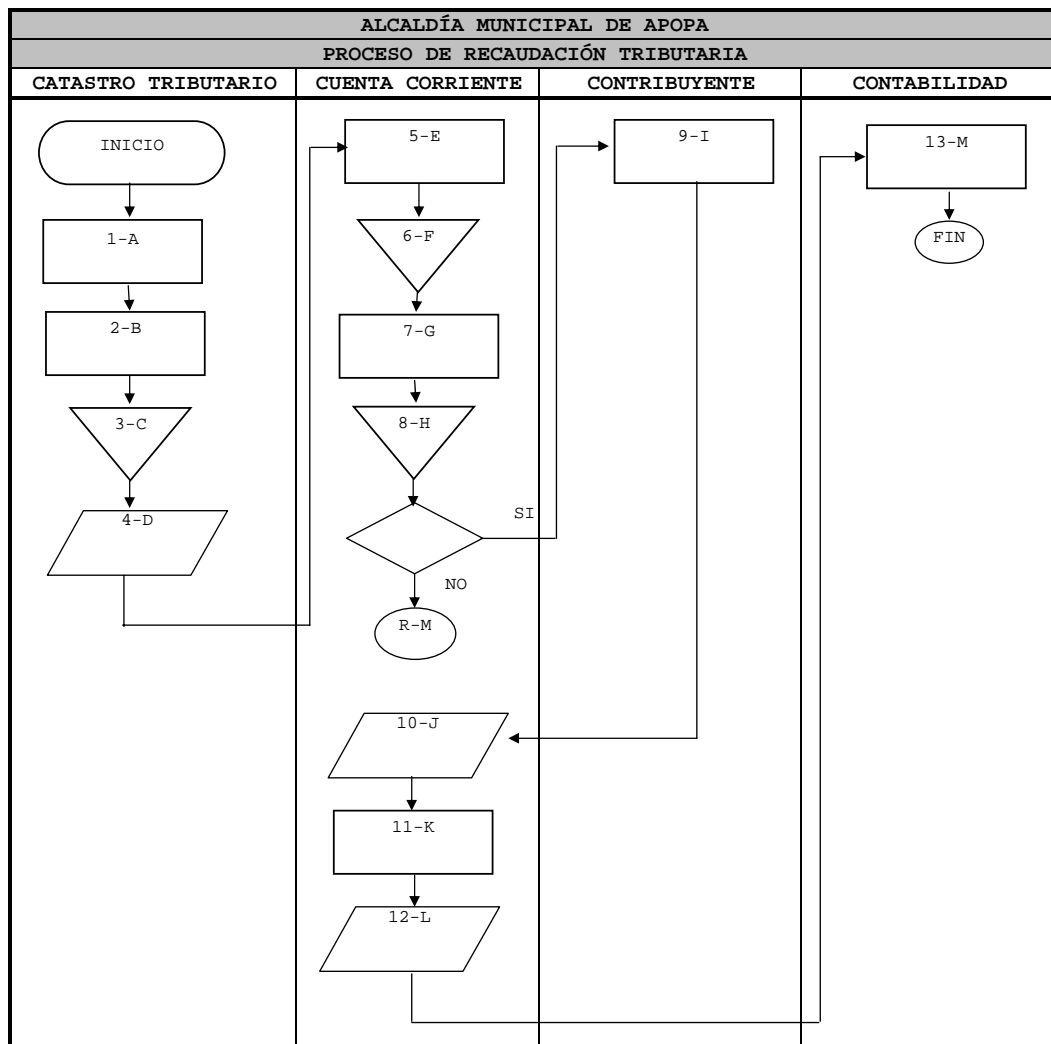 ALCALDÍA MUNICIPAL DE APOPA
PROCESO DE RECAUDACIÓN TRIBUTARIA
CATASTRO TRIBUTARIO
CUENTA CORRIENTE
CONTRIBUYENTE
CONTABILIDAD
INICIO
1-A
2-B
3-C
4-D
5-E
6-F
7-G
8-H
SI
NO
R-M
9-I
10-J
11-K
12-L
13-M
FIN